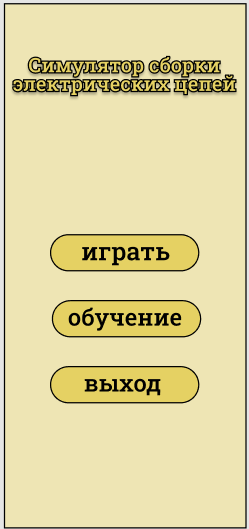 Симулятор сборки
электрических цепей
играть
обучение
выход